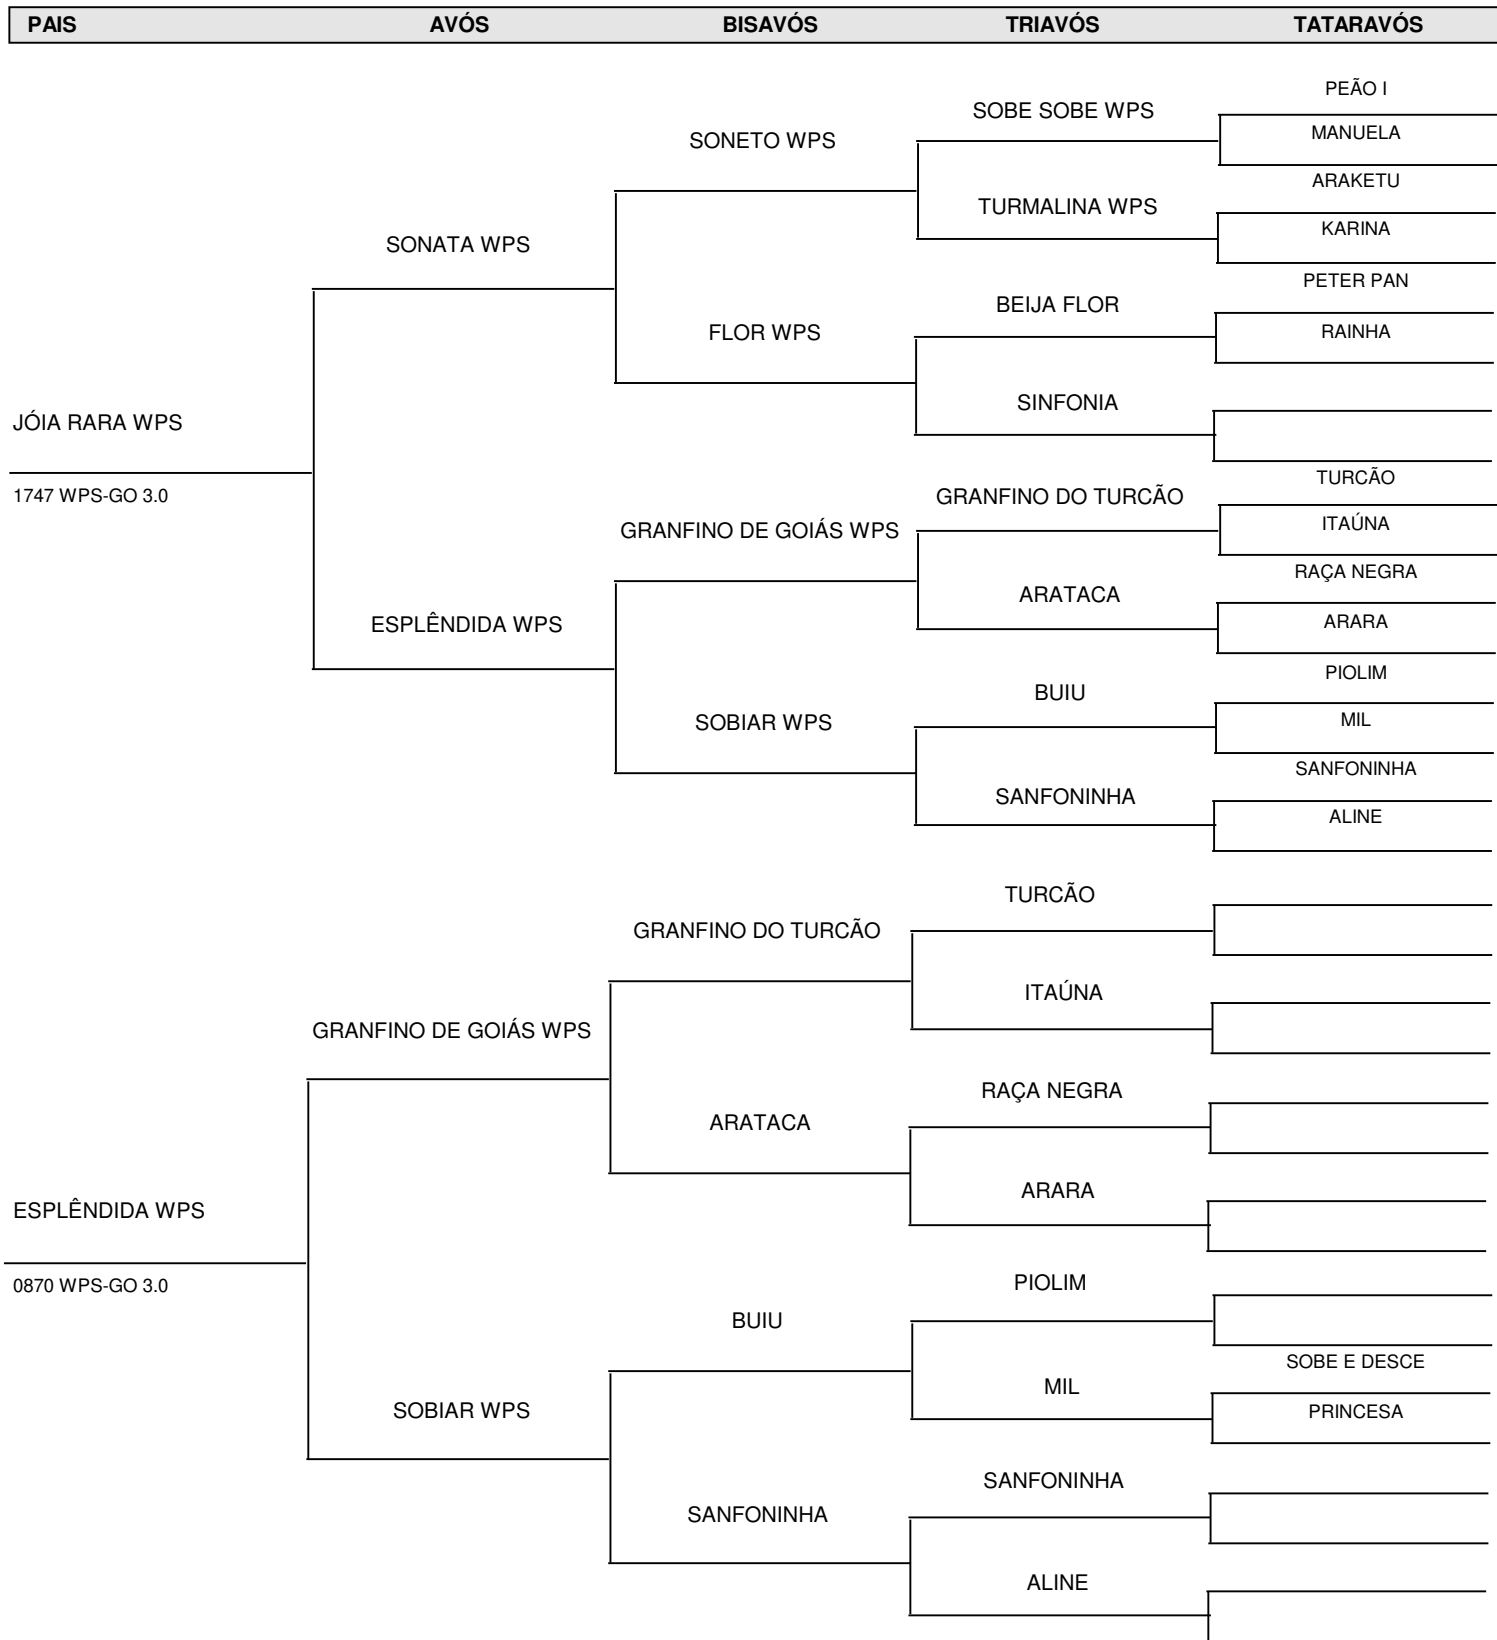 PAIS AVÓS BISAVÓS TRIAVÓS TATARAVÓS
PEÃO I
SOBE SOBE WPS
MANUELA
SONETO WPS
ARAKETU
TURMALINA WPS
KARINA
SONATA WPS
PETER PAN
BEIJA FLOR
RAINHA
FLOR WPS
SINFONIA
JÓIA RARA WPS
TURCÃO
1747 WPS-GO 3.0
GRANFINO DO TURCÃO
ITAÚNA
GRANFINO DE GOIÁS WPS
RAÇA NEGRA
ARATACA
ARARA
ESPLÊNDIDA WPS
PIOLIM
BUIU
MIL
SOBIAR WPS
SANFONINHA
SANFONINHA
ALINE
TURCÃO
GRANFINO DO TURCÃO
ITAÚNA
GRANFINO DE GOIÁS WPS
RAÇA NEGRA
ARATACA
ARARA
ESPLÊNDIDA WPS
0870 WPS-GO 3.0
PIOLIM
BUIU
SOBE E DESCE
MIL
PRINCESA
SOBIAR WPS
SANFONINHA
SANFONINHA
ALINE